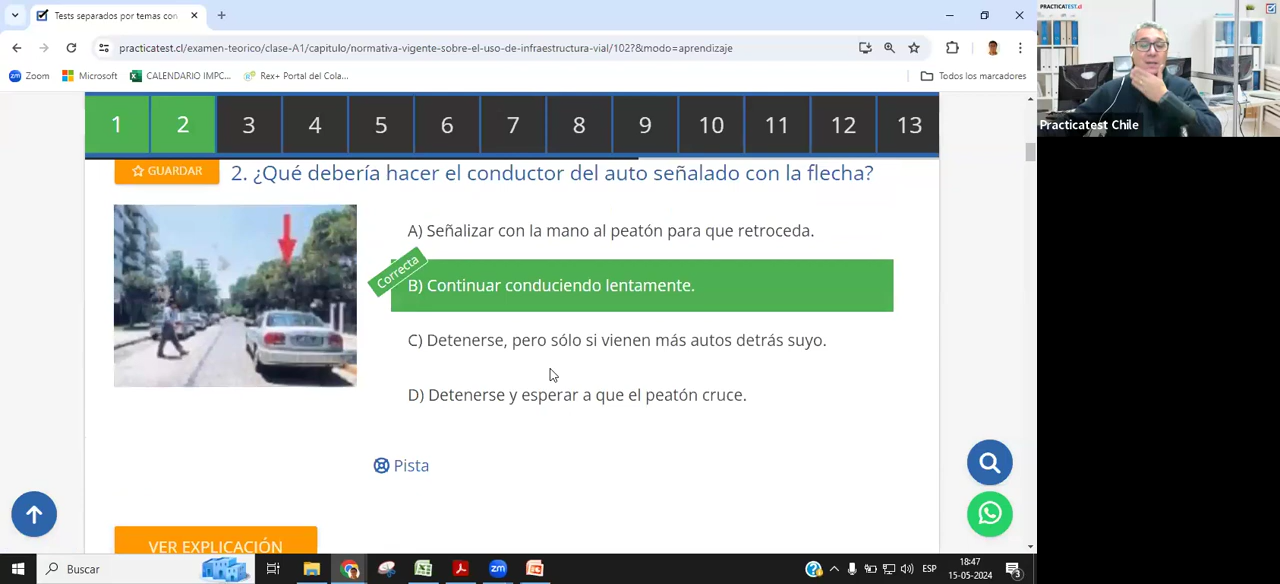 Tests separados por temas con
practicatest.cl/examen-teorico/clase-A1/capitulo/normativa-vigente-sobre-el-uso-de-infraestructura-vial/102?&modo=aprendizaje
Zoom
Microsoft
CALENDARIO IMPC...
Rex+ Portal del Cola...
Todos los marcadores
PRACTICATEST.cl
Practicatest Chile
1 2 3 4 5 6 7 8 9 10 11 12 13
GUARDAR
2. ¿Qué debería hacer el conductor del auto señalado con la flecha?
A) Señalizar con la mano al peatón para que retroceda.
Correcta
B) Continuar conduciendo lentamente.
C) Detenerse, pero sólo si vienen más autos detrás suyo.
D) Detenerse y esperar a que el peatón cruce.
Pista
VER EXPLICACIÓN
Buscar
ESP
18:47
15-05-2024
3